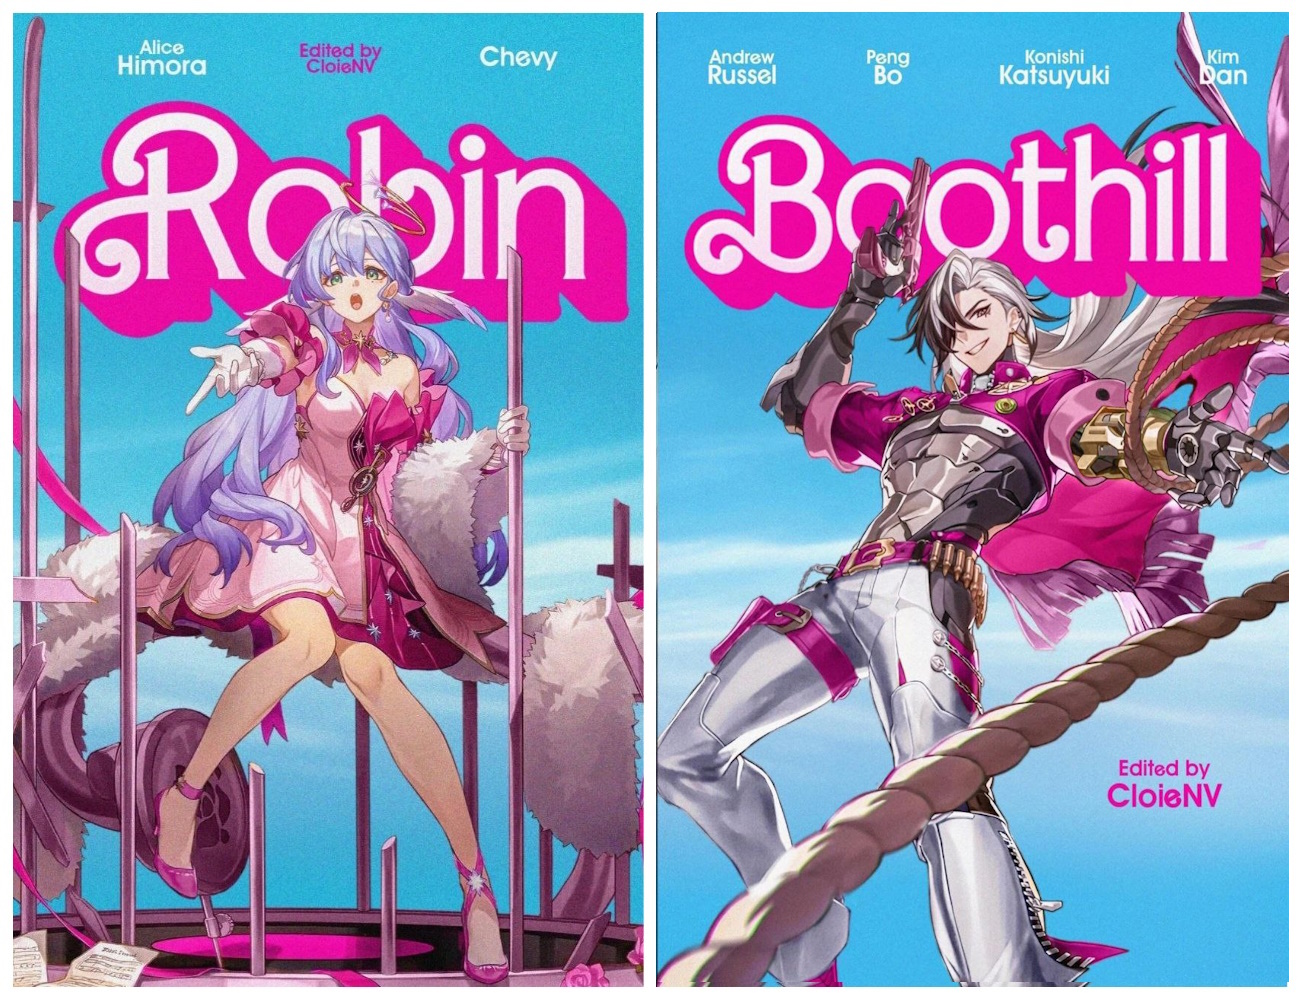 Alice
Himora
Edited by
CloieNV
Chevy
Robin
Andrew
Russel
Peng
Bo
Konishi
Katsuyuki
Kim
Dan
Boothill
Edited by
CloieNV